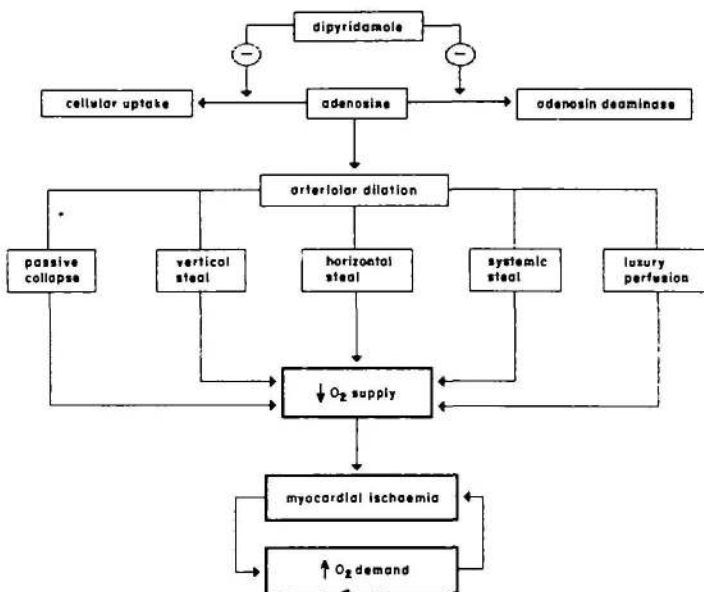 dipyridamole
−
−
cellular uptake
adenosine
adenosin deaminase
arteriolar dilation
passive
collapse
vertical
steal
horizontal
steal
systemic
steal
luxury
perfusion
↓ O₂ supply
myocardial ischaemia
↑ O₂ demand